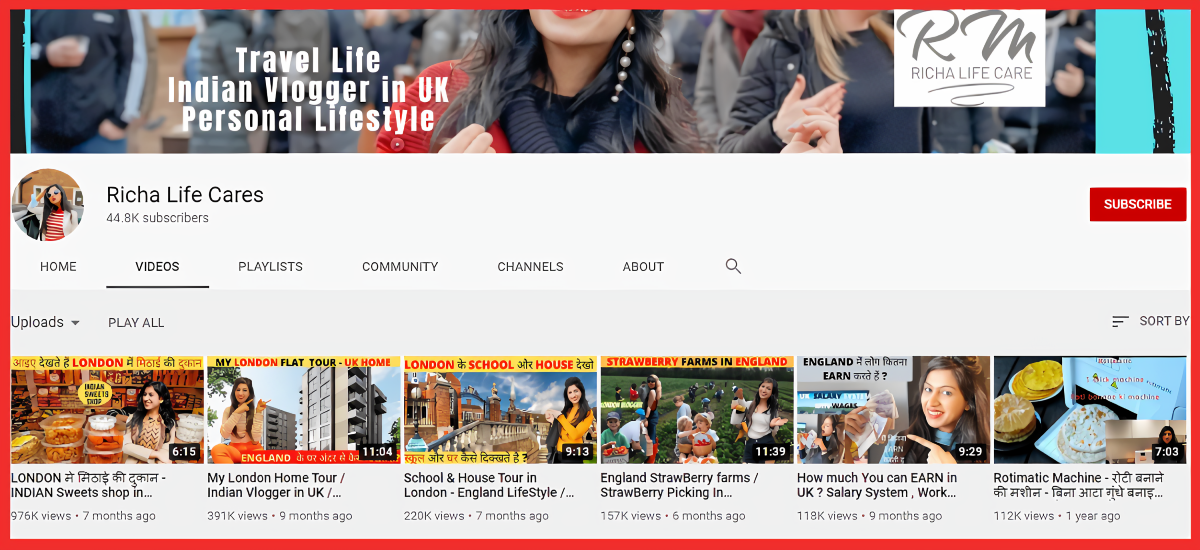 Travel Life
Indian Vlogger in UK
Personal Lifestyle
RM
RICHA LIFE CARE
Richa Life Cares
44.8K subscribers
SUBSCRIBE
HOME VIDEOS PLAYLISTS COMMUNITY CHANNELS ABOUT
Uploads PLAY ALL SORT BY
आइए देखते हैं LONDON में मिठाई की दुकान
INDIAN
SWEETS
SHOP
6:15
MY LONDON FLAT TOUR - UK HOME
ENGLAND के घर अंदर से
11:04
LONDON के SCHOOL और HOUSE देखो
स्कूल और घर कैसे दिक्खते है ?
9:13
STRAWBERRY FARMS IN ENGLAND
LONDON BLOGGER
11:39
ENGLAND में लोग कितना
EARN करते हैं ?
UK SALARY SYSTEM
WAGES
9:29
1 Click machine
roti banane ki machine
7:03
LONDON मे मिठाई की दुकान -
INDIAN Sweets shop in...
976K views • 7 months ago
My London Home Tour /
Indian Vlogger in UK /...
391K views • 9 months ago
School & House Tour in
London - England LifeStyle /...
220K views • 7 months ago
England StrawBerry farms /
StrawBerry Picking In...
157K views • 6 months ago
How much You can EARN in
UK ? Salary System , Work...
118K views • 9 months ago
Rotimatic Machine - रोटी बनाने
की मशीन - बिना आटा गूंधे बनाइ...
112K views • 1 year ago